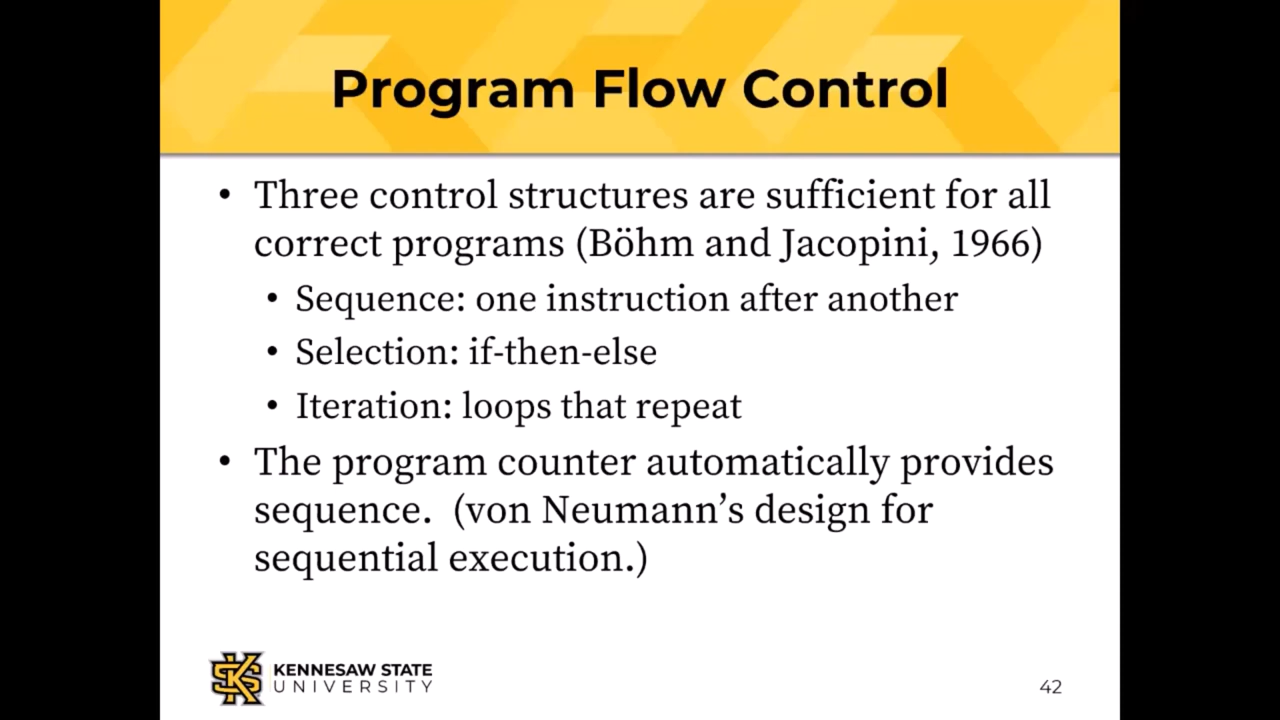 Program Flow Control
• Three control structures are sufficient for all
correct programs (Böhm and Jacopini, 1966)
• Sequence: one instruction after another
• Selection: if-then-else
• Iteration: loops that repeat
• The program counter automatically provides
sequence.  (von Neumann’s design for
sequential execution.)
KENNESAW STATE
UNIVERSITY
42